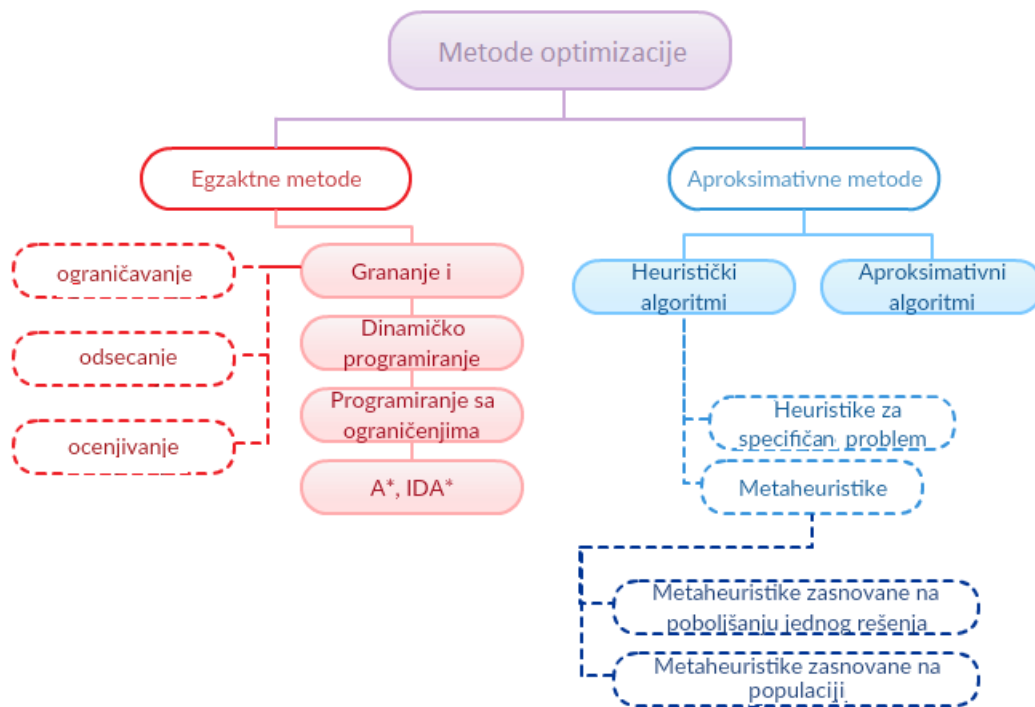 Metode optimizacije
Egzaktne metode
Aproksimativne metode
ograničavanje
Grananje i
Heuristički
algoritmi
Aproksimativni
algoritmi
odsecanje
Dinamičko
programiranje
Programiranje sa
ograničenjima
ocenjivanje
A*, IDA*
Heuristike za
specifičan problem
Metaheuristike
Metaheuristike zasnovane na
poboljšanju jednog rešenja
Metaheuristike zasnovane na
populaciji